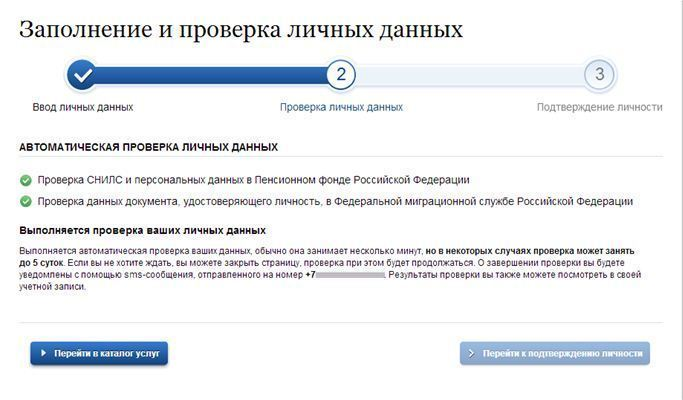 Заполнение и проверка личных данных
2
3
Ввод личных данных
Проверка личных данных
Подтверждение личности
АВТОМАТИЧЕСКАЯ ПРОВЕРКА ЛИЧНЫХ ДАННЫХ
Проверка СНИЛС и персональных данных в Пенсионном фонде Российской Федерации
Проверка данных документа, удостоверяющего личность, в Федеральной миграционной службе Российской Федерации
Выполняется проверка ваших личных данных
Выполняется автоматическая проверка ваших данных, обычно она занимает несколько минут, но в некоторых случаях проверка может занять
до 5 суток. Если вы не хотите ждать, вы можете закрыть страницу, проверка при этом будет продолжаться. О завершении проверки вы будете
уведомлены с помощью sms-сообщения, отправленного на номер +7 . Результаты проверки вы также можете посмотреть в своей
учетной записи.
Перейти в каталог услуг
Перейти к подтверждению личности